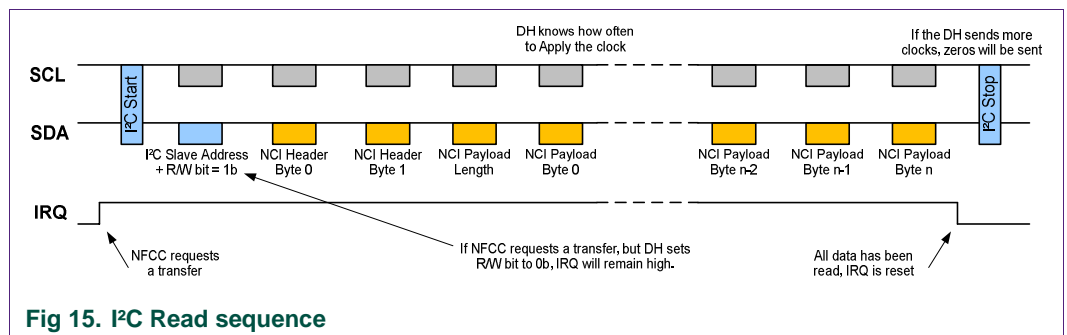 DH knows how often
to Apply the clock
If the DH sends more
clocks, zeros will be sent
SCL
I²C Start
I²C Stop
SDA
I²C Slave Address
+ R/W bit = 1b
NCI Header
Byte 0
NCI Header
Byte 1
NCI Payload
Length
NCI Payload
Byte 0
NCI Payload
Byte n-2
NCI Payload
Byte n-1
NCI Payload
Byte n
IRQ
NFCC requests
a transfer
If NFCC requests a transfer, but DH sets
R/W bit to 0b, IRQ will remain high.
All data has been
read, IRQ is reset
Fig 15. I²C Read sequence